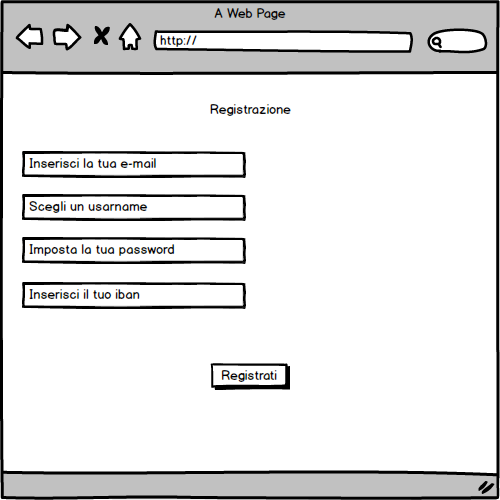 A Web Page
http://
Registrazione
Inserisci la tua e-mail
Scegli un usarname
Imposta la tua password
Inserisci il tuo iban
Registrati